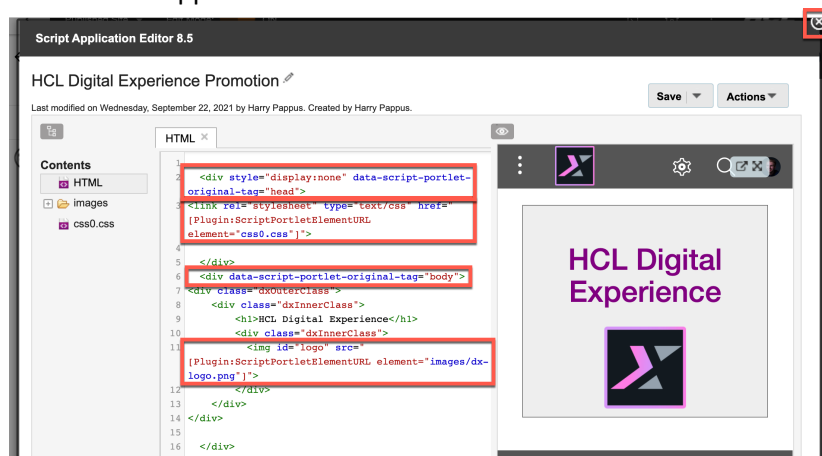 Script Application Editor 8.5
HCL Digital Experience Promotion
Save
Actions
Last modified on Wednesday, September 22, 2021 by Harry Pappus. Created by Harry Pappus.
HTML ×
Contents
HTML
images
css0.css
1
2 <div style="display:none" data-script-portlet-
original-tag="head">
3 <link rel="stylesheet" type="text/css" href="
[Plugin:ScriptPortletElementURL
element="css0.css"]">
4
5 </div>
6 <div data-script-portlet-original-tag="body">
7 <div class="dxOuterClass">
8 <div class="dxInnerClass">
9 <h1>HCL Digital Experience</h1>
10 <div class="dxInnerClass">
11 <img id="logo" src="
[Plugin:ScriptPortletElementURL element="images/dx-
logo.png"]">
12 </div>
13 </div>
14 </div>
15
16 </div>
HCL Digital
Experience